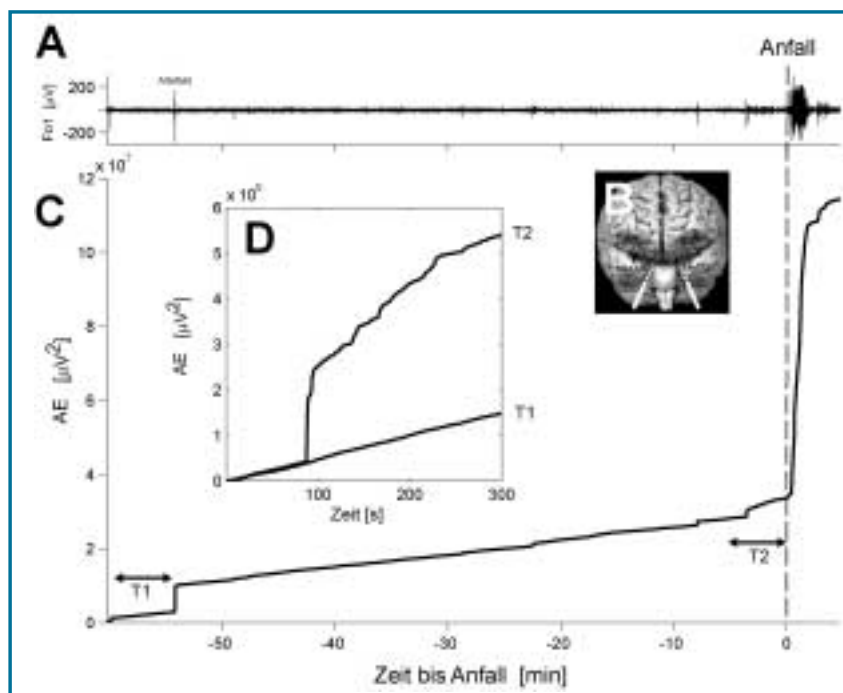 A
Anfall
200
0
-200
Fp1 [µV]
x 10⁷
12
10
8
6
4
2
0
AE [µV²]
C
x 10⁵
6
5
4
3
2
1
0
AE [µV²]
D
T2
T1
100 200 300
Zeit [s]
B
T1
T2
-50 -40 -30 -20 -10 0
Zeit bis Anfall [min]